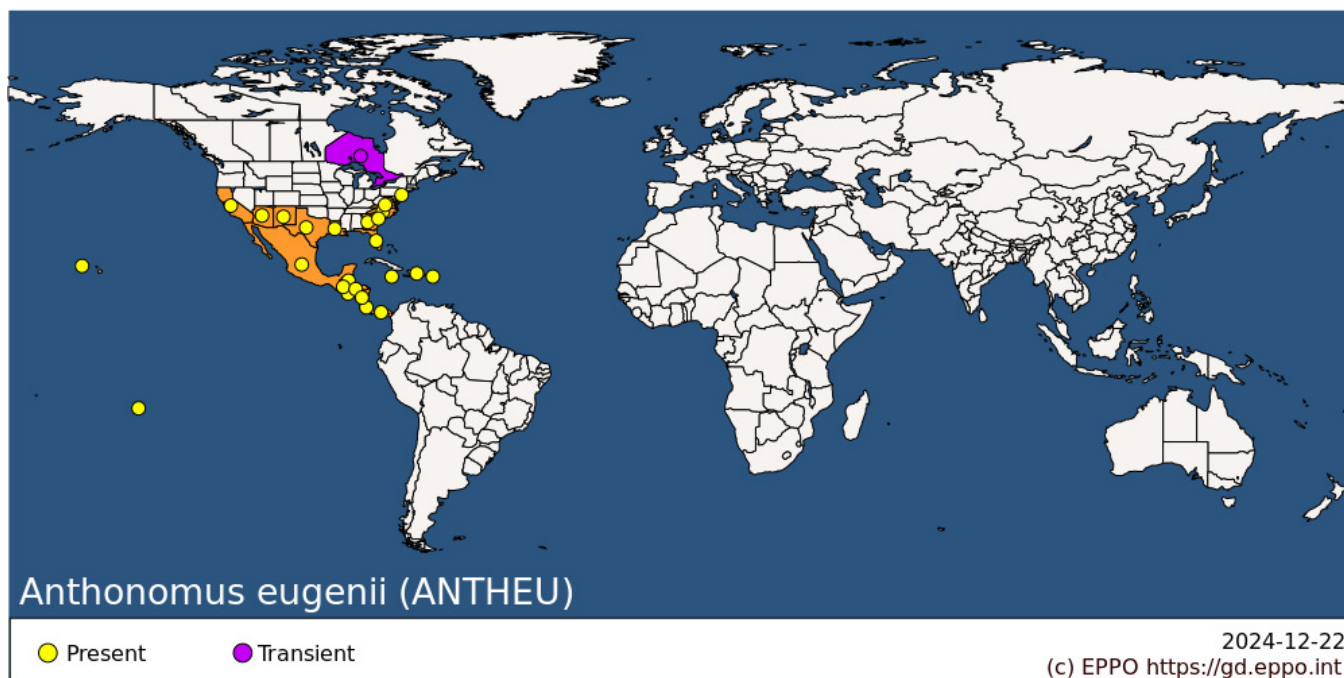 Anthonomus eugenii (ANTHEU)
Present
Transient
2024-12-22
(c) EPPO https://gd.eppo.int